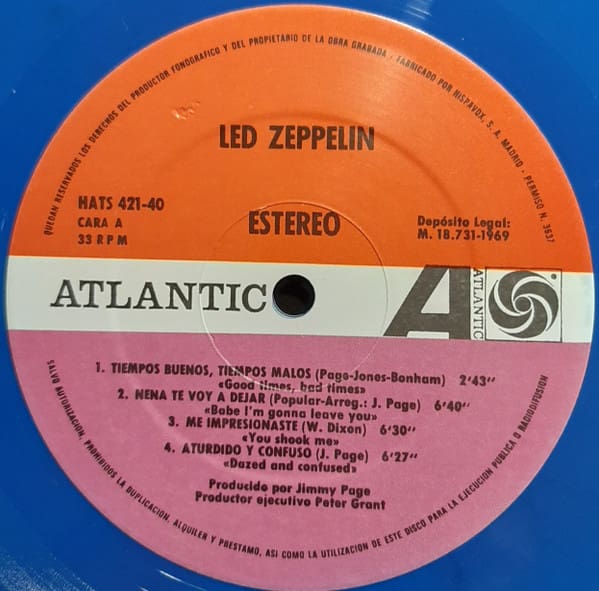 QUEDAN RESERVADOS LOS DERECHOS DEL PRODUCTOR FONOGRAFICO Y DEL PROPIETARIO DE LA OBRA GRABADA - FABRICADO POR HISPAVOX, S. A. MADRID - PERMISO N. 3637
LED ZEPPELIN
HATS 421-40
CARA A
33 RPM
ESTEREO
Depósito Legal:
M. 18.731-1969
ATLANTIC
A
ATLANTIC
1. TIEMPOS BUENOS, TIEMPOS MALOS (Page-Jones-Bonham) 2'43''
«Good times, bad times»
2. NENA TE VOY A DEJAR (Popular-Arreg.: J. Page) 6'40''
«Babe I'm gonna leave you»
3. ME IMPRESIONASTE (W. Dixon) 6'30''
«You shook me»
4. ATURDIDO Y CONFUSO (J. Page) 6'27''
«Dazed and confused»
Producido por Jimmy Page
Productor ejecutivo Peter Grant
SALVO AUTORIZACION, PROHIBIDOS LA DUPLICACION, ALQUILER Y PRESTAMO, ASI COMO LA UTILIZACION DE ESTE DISCO PARA LA EJECUCION PUBLICA O RADIODIFUSION